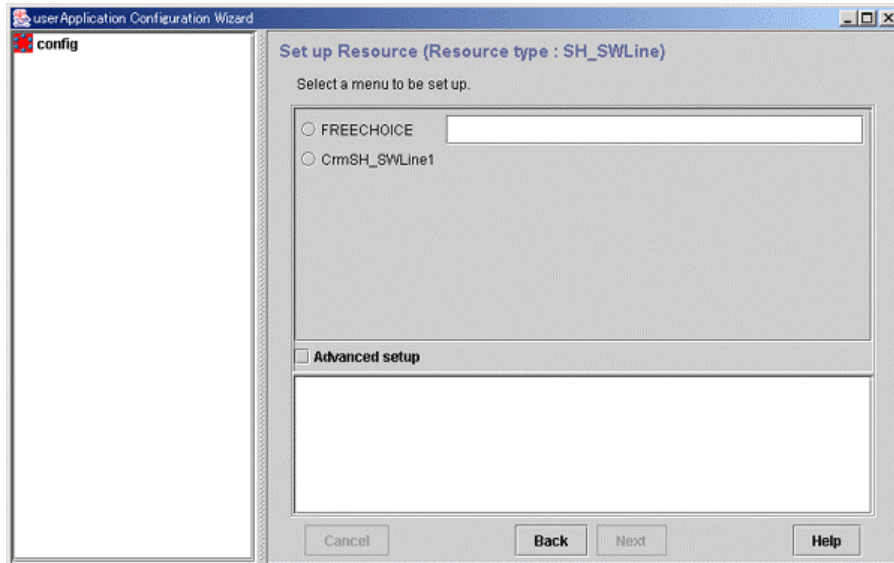 userApplication Configuration Wizard
config
Set up Resource (Resource type : SH_SWLine)
Select a menu to be set up.
FREECHOICE
CrmSH_SWLine1
Advanced setup
Cancel Back Next Help